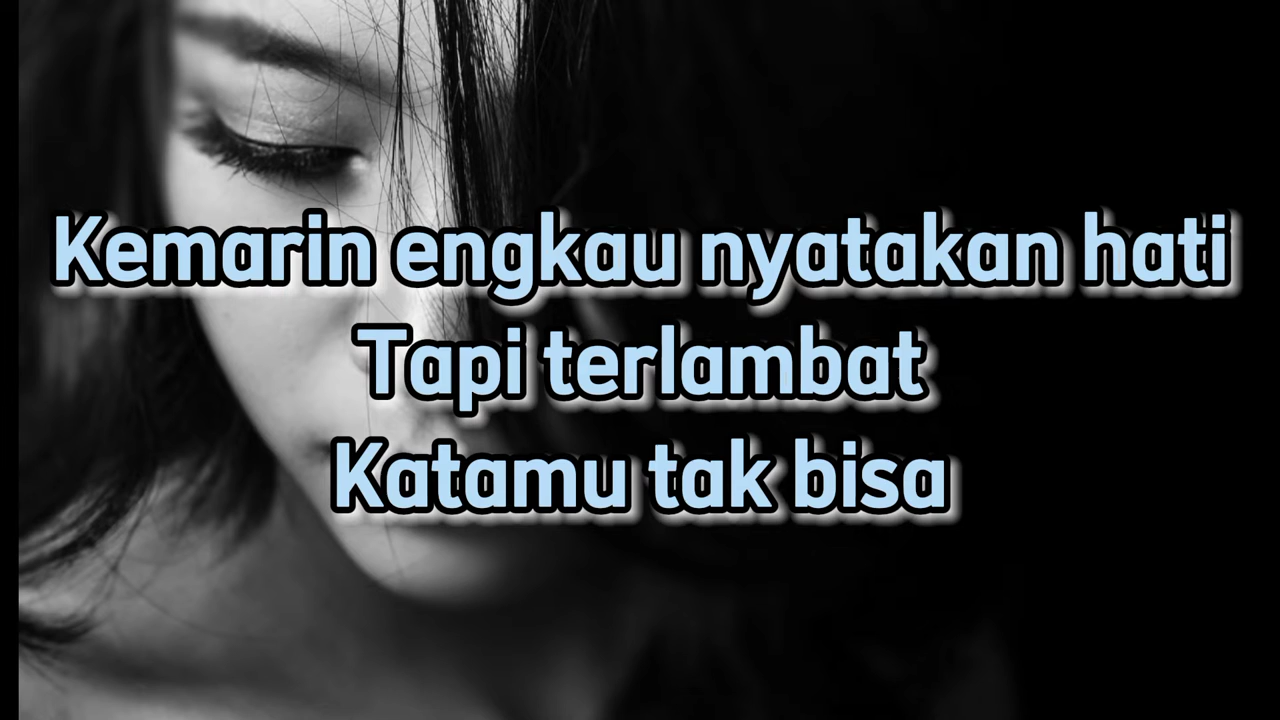 Kemarin engkau nyatakan hati
Tapi terlambat
Katamu tak bisa